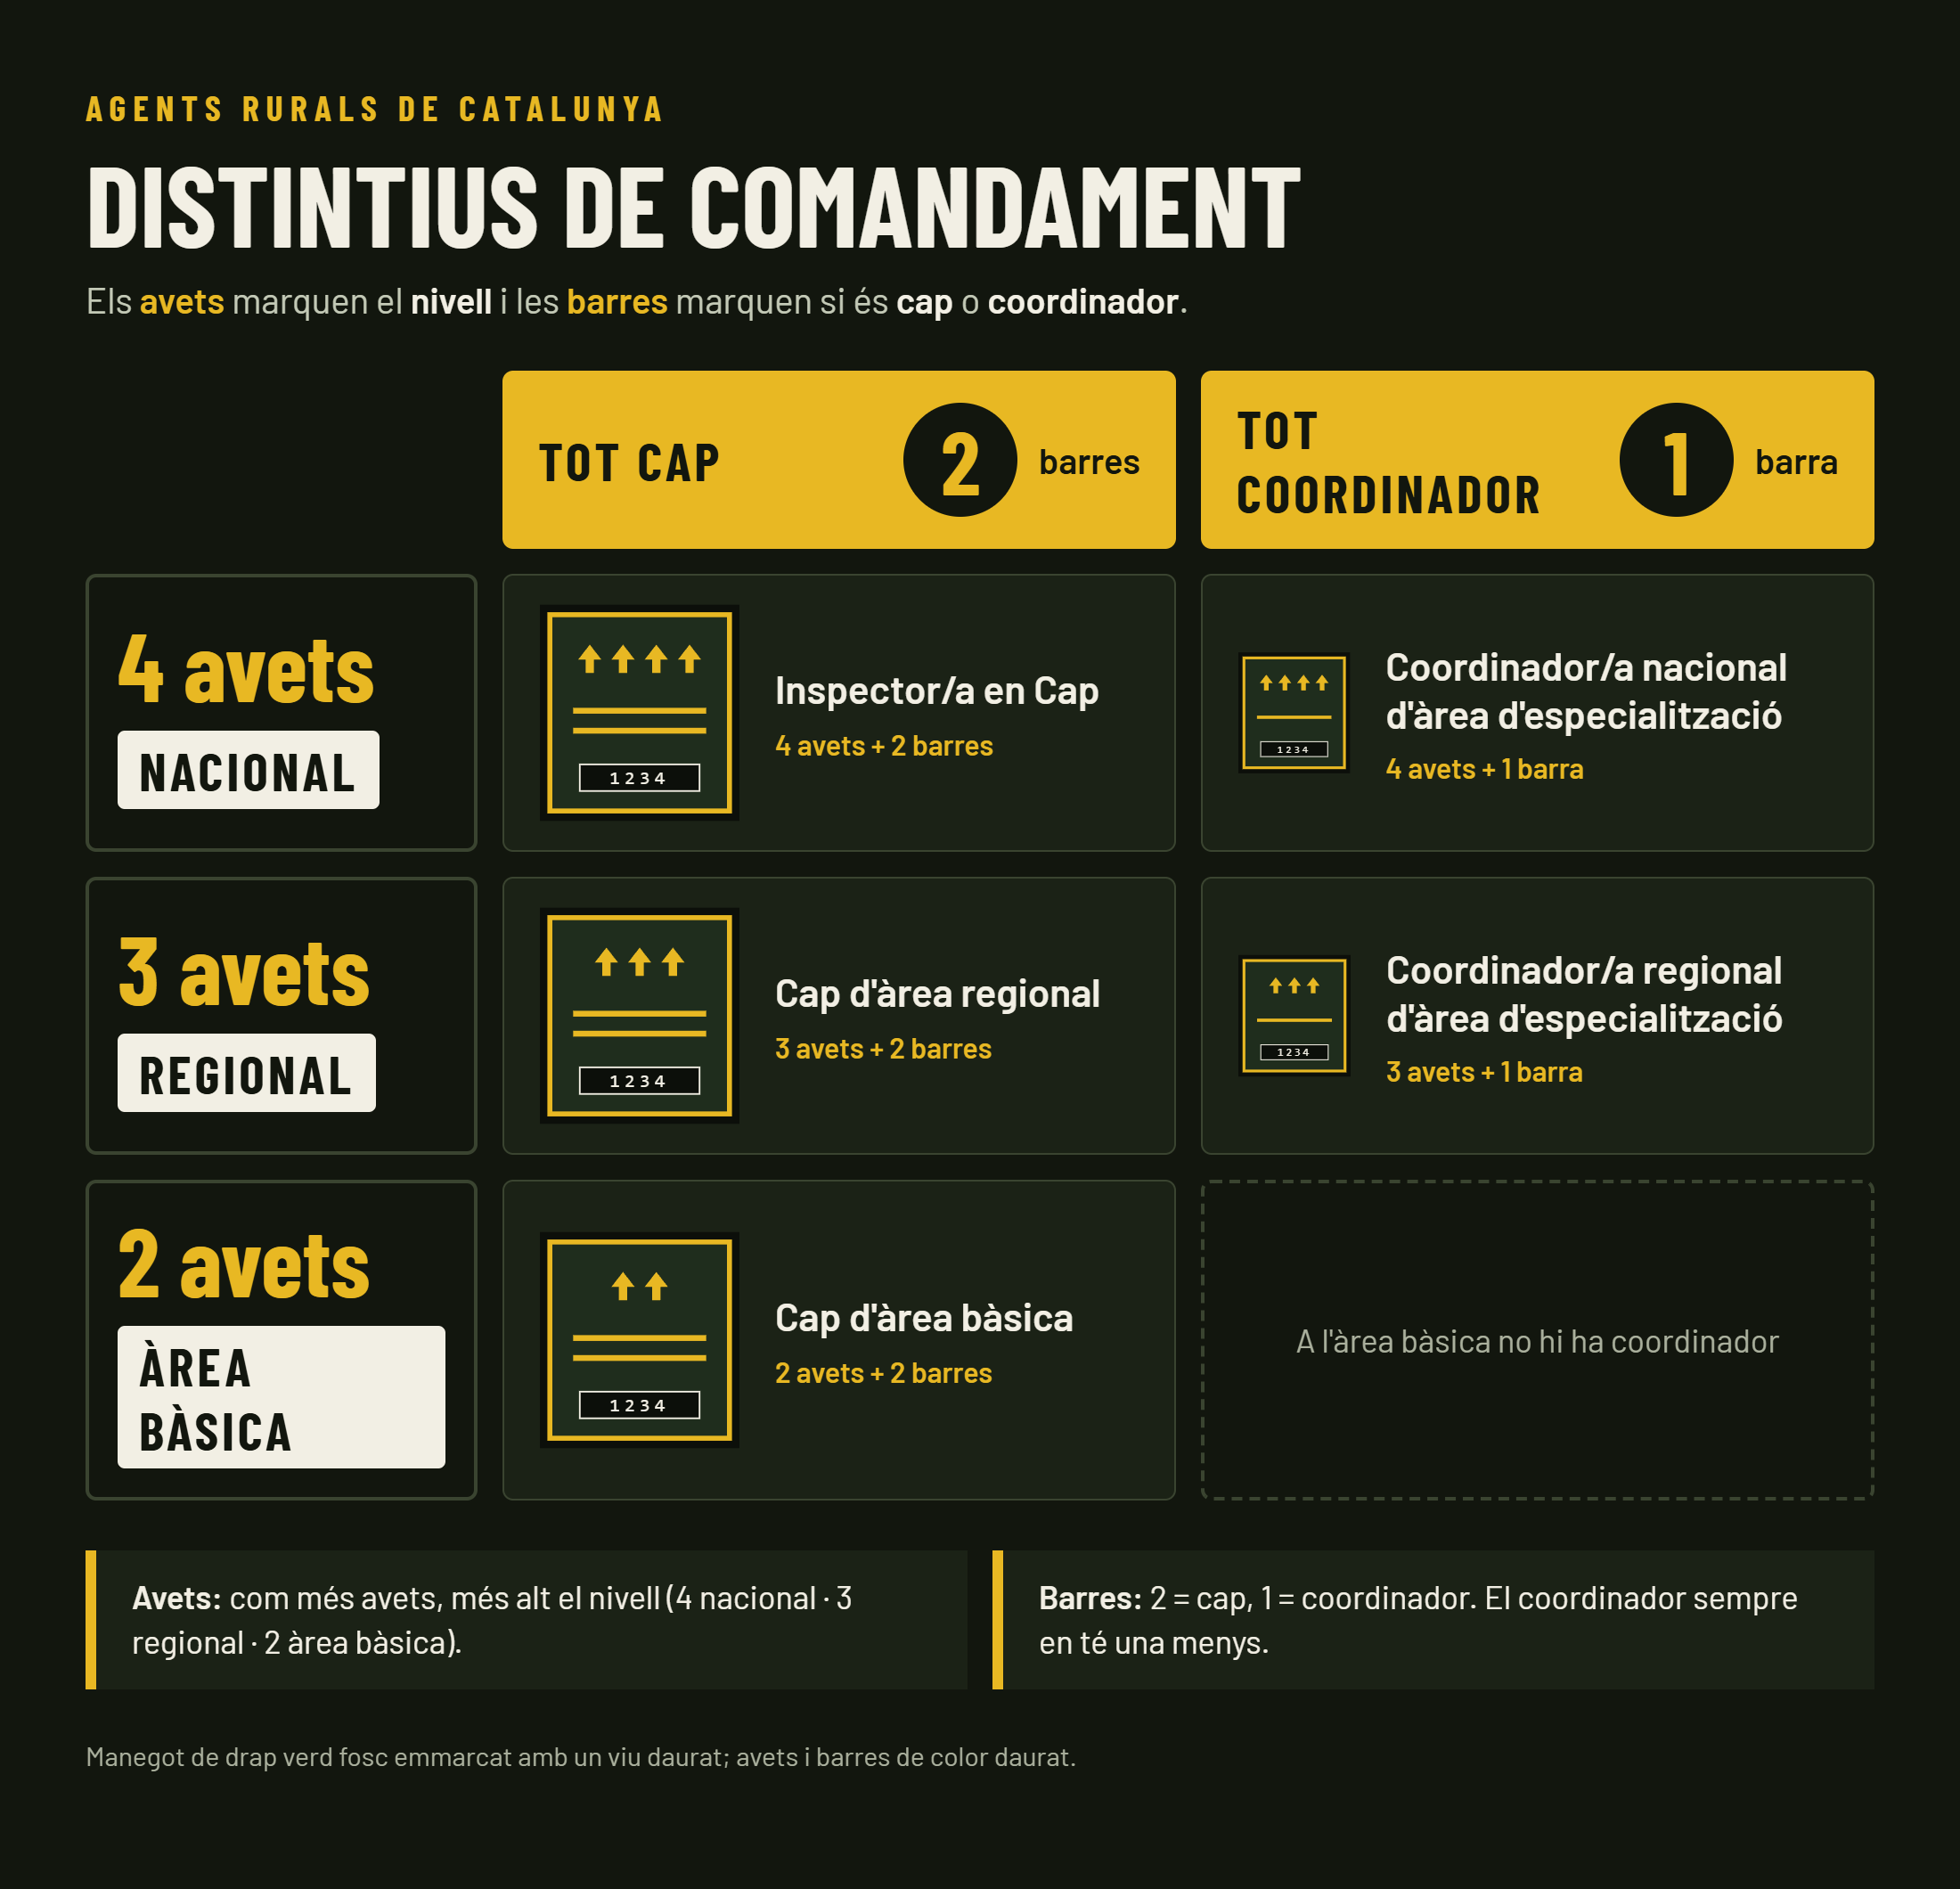 AGENTS RURALS DE CATALUNYA
DISTINTIUS DE COMANDAMENT
Els avets marquen el nivell i les barres marquen si és cap o coordinador.
TOT CAP
2
barres
TOT
COORDINADOR
1
barra
4 avets
NACIONAL
1234
Inspector/a en Cap
4 avets + 2 barres
1234
Coordinador/a nacional
d'àrea d'especialització
4 avets + 1 barra
3 avets
REGIONAL
1234
Cap d'àrea regional
3 avets + 2 barres
1234
Coordinador/a regional
d'àrea d'especialització
3 avets + 1 barra
2 avets
ÀREA
BÀSICA
1234
Cap d'àrea bàsica
2 avets + 2 barres
A l'àrea bàsica no hi ha coordinador
Avets: com més avets, més alt el nivell (4 nacional · 3
regional · 2 àrea bàsica).
Barres: 2 = cap, 1 = coordinador. El coordinador sempre
en té una menys.
Manegot de drap verd fosc emmarcat amb un viu daurat; avets i barres de color daurat.